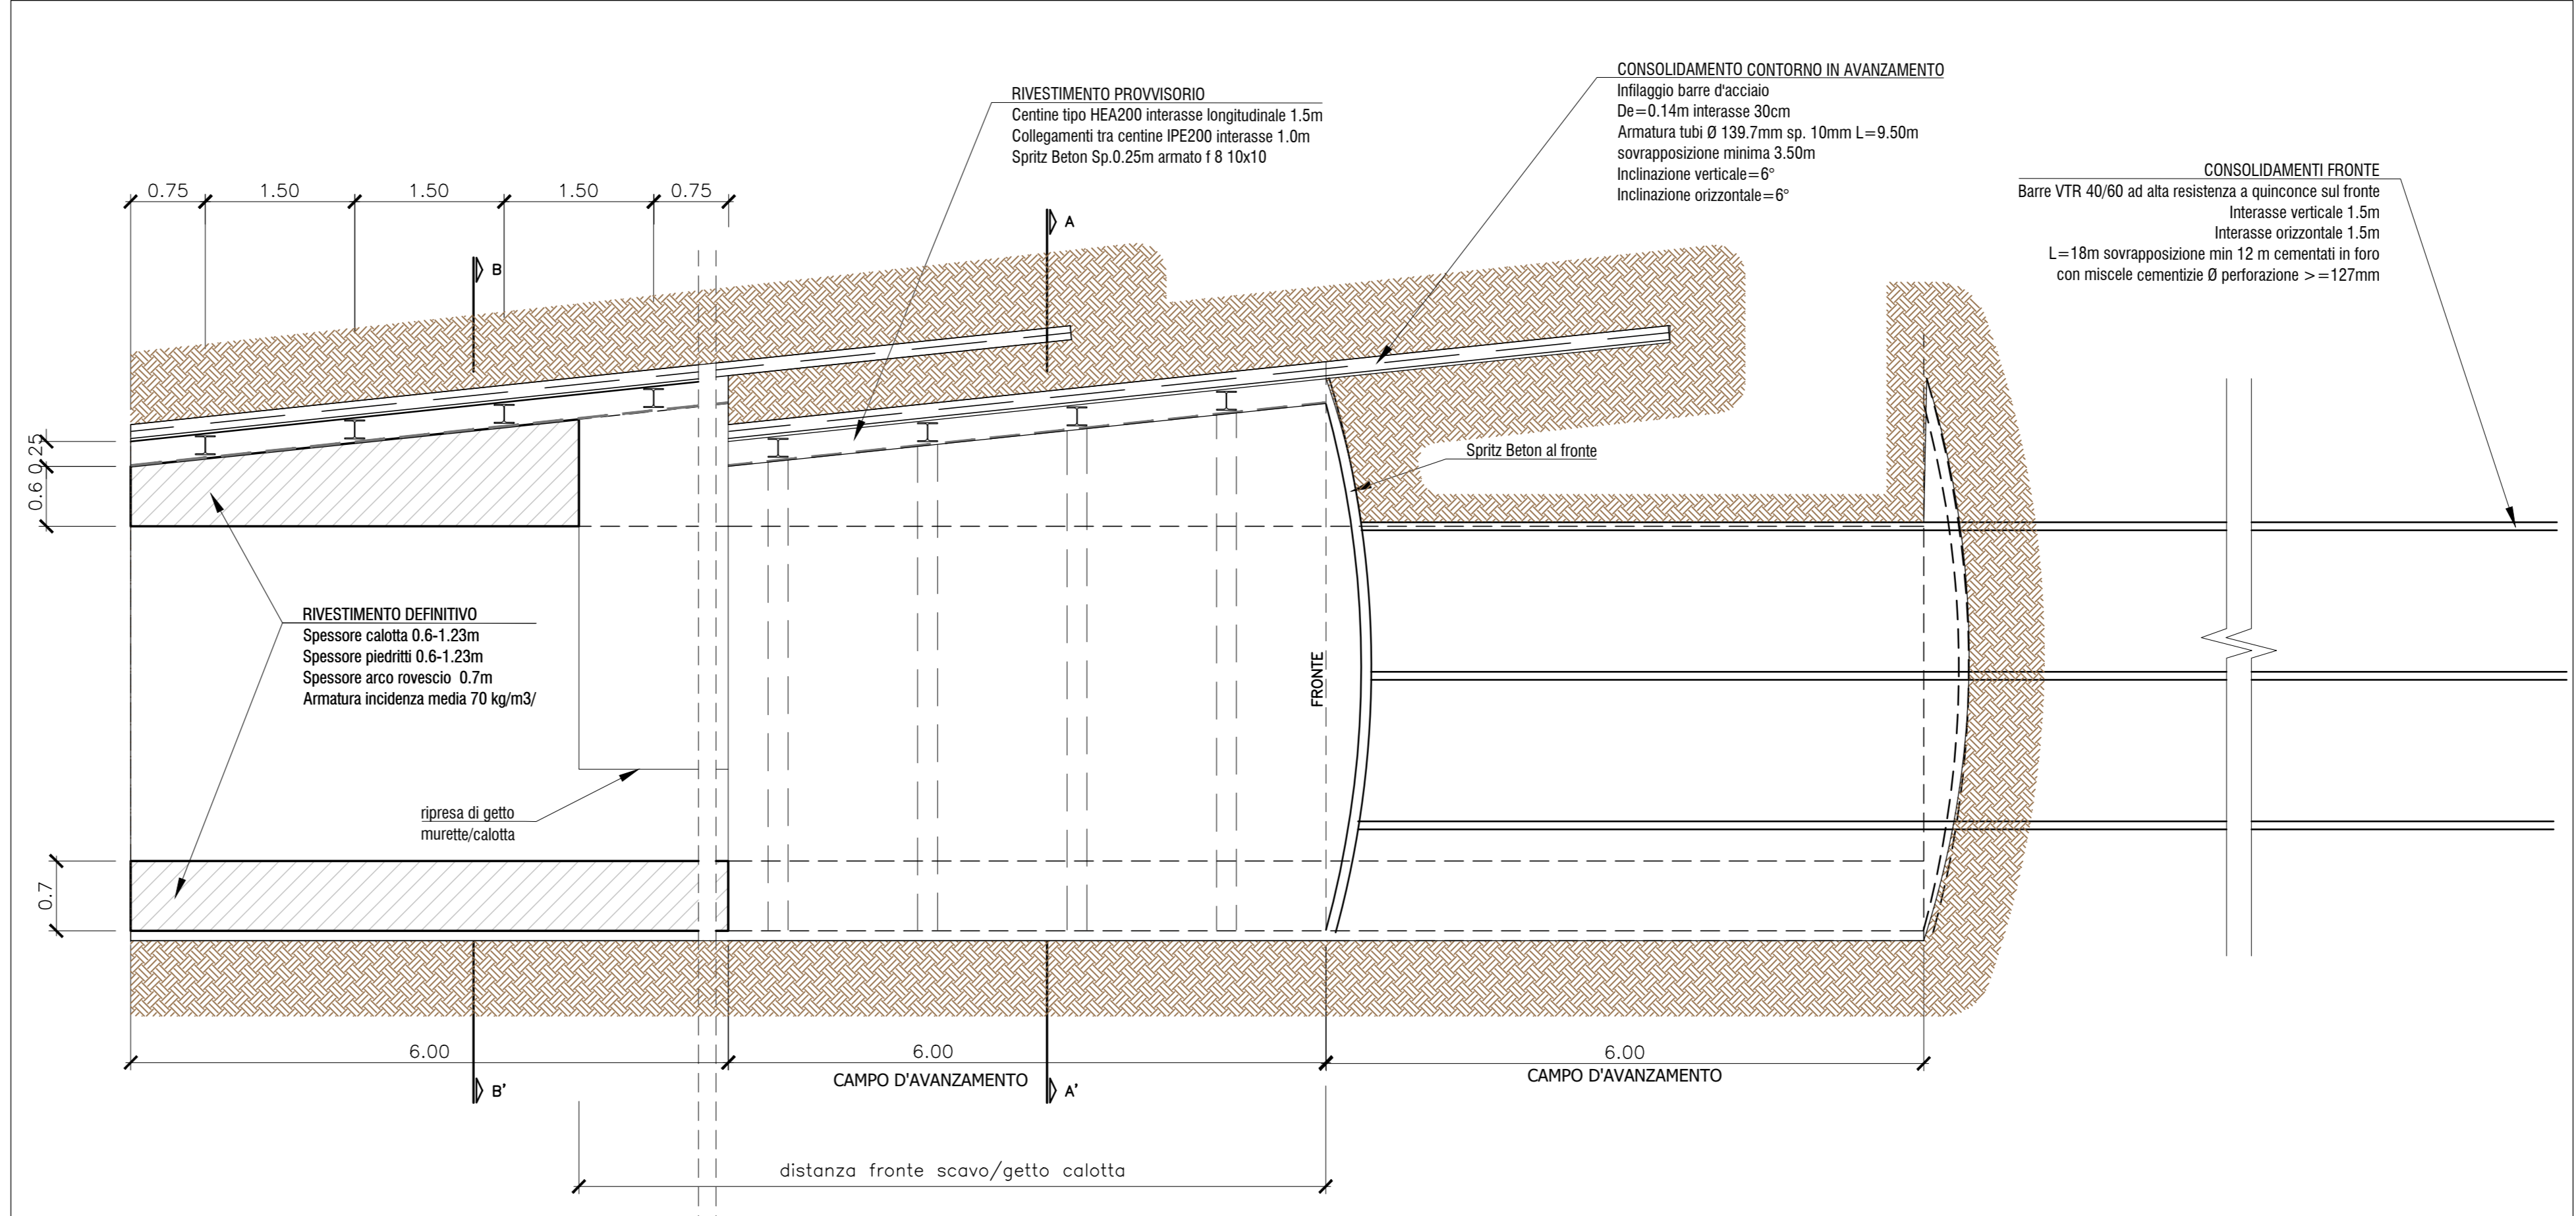 CONSOLIDAMENTO CONTORNO IN AVANZAMENTO
Infilaggio barre d'acciaio
De=0.14m interasse 30cm
Armatura tubi Ø 139.7mm sp. 10mm L=9.50m
sovrapposizione minima 3.50m
Inclinazione verticale=6°
Inclinazione orizzontale=6°
RIVESTIMENTO PROVVISORIO
Centine tipo HEA200 interasse longitudinale 1.5m
Collegamenti tra centine IPE200 interasse 1.0m
Spritz Beton Sp.0.25m armato f 8 10x10
CONSOLIDAMENTI FRONTE
Barre VTR 40/60 ad alta resistenza a quinconce sul fronte
Interasse verticale 1.5m
Interasse orizzontale 1.5m
L=18m sovrapposizione min 12 m cementati in foro
con miscele cementizie Ø perforazione >=127mm
0.75
1.50
1.50
1.50
0.75
A
B
0.25
0.6
Spritz Beton al fronte
RIVESTIMENTO DEFINITIVO
Spessore calotta 0.6-1.23m
Spessore piedritti 0.6-1.23m
Spessore arco rovescio 0.7m
Armatura incidenza media 70 kg/m3/
FRONTE
ripresa di getto
murette/calotta
0.7
6.00
6.00
6.00
CAMPO D'AVANZAMENTO
CAMPO D'AVANZAMENTO
B'
A'
distanza fronte scavo/getto calotta